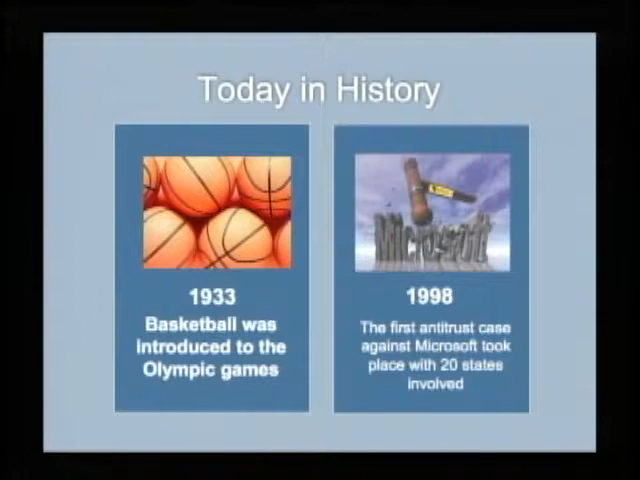 Today in History
Microsoft
1933
Basketball was
introduced to the
Olympic games
1998
The first antitrust case
against Microsoft took
place with 20 states
involved